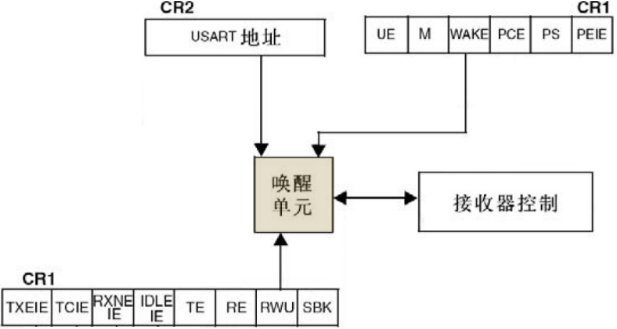 CR2
CR1
USART 地址
UE M WAKE PCE PS PEIE
唤醒
单元
接收器控制
CR1
TXEIE TCIE RXNE IE IDLE IE TE RE RWU SBK